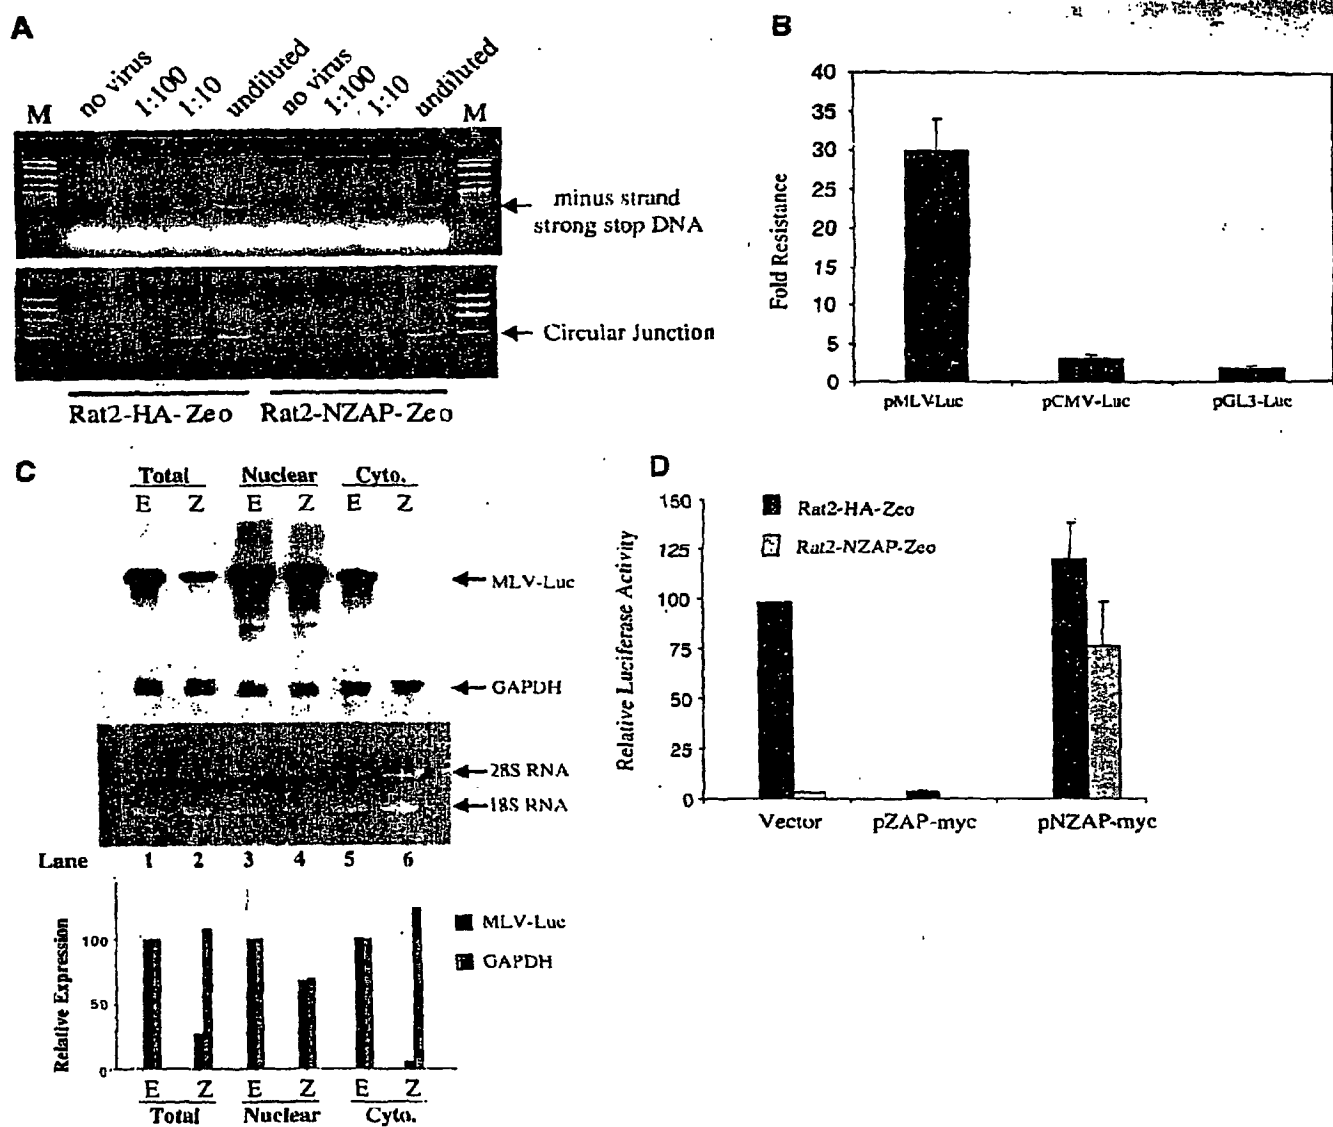 A
no virus
1:100
1:10
undiluted
no virus
1:100
1:10
undiluted
M
M
minus strand
strong stop DNA
Circular Junction
Rat2-HA-Zeo
Rat2-NZAP-Zeo
B
Fold Resistance
40
35
30
25
20
15
10
5
0
pMLV-Luc
pCMV-Luc
pGL3-Luc
C
Total
Nuclear
Cyto.
E Z E Z E Z
MLV-Luc
GAPDH
28S RNA
18S RNA
Lane 1 2 3 4 5 6
Relative Expression
100
50
0
MLV-Luc
GAPDH
E Z E Z E Z
Total
Nuclear
Cyto.
D
Relative Luciferase Activity
150
125
100
75
50
25
0
Rat2-HA-Zeo
Rat2-NZAP-Zeo
Vector
pZAP-myc
pNZAP-myc